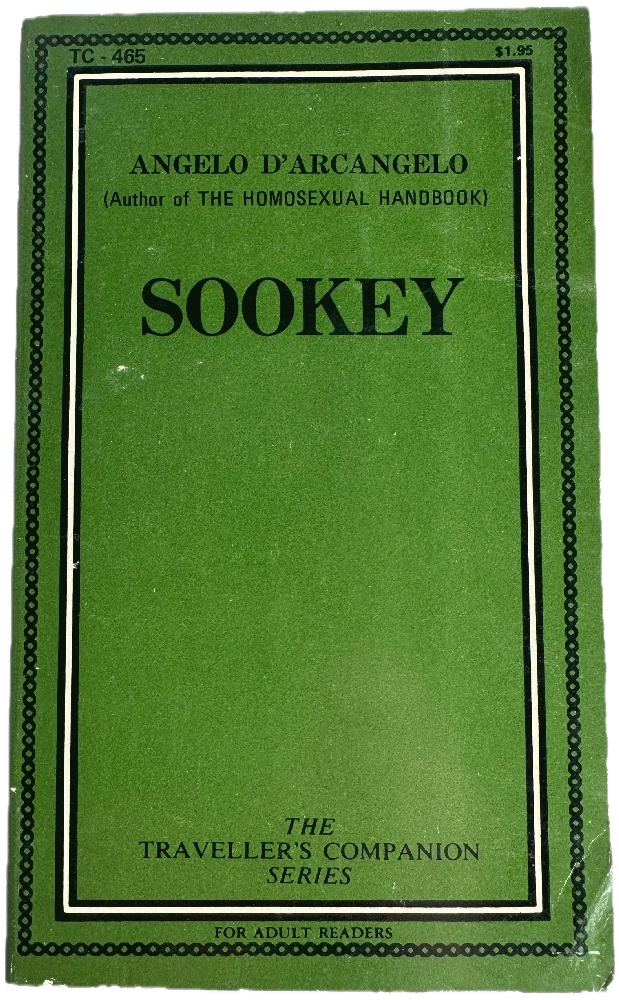 TC - 465
$1.95
ANGELO D'ARCANGELO
(Author of THE HOMOSEXUAL HANDBOOK)
SOOKEY
THE
TRAVELLER'S COMPANION
SERIES
FOR ADULT READERS